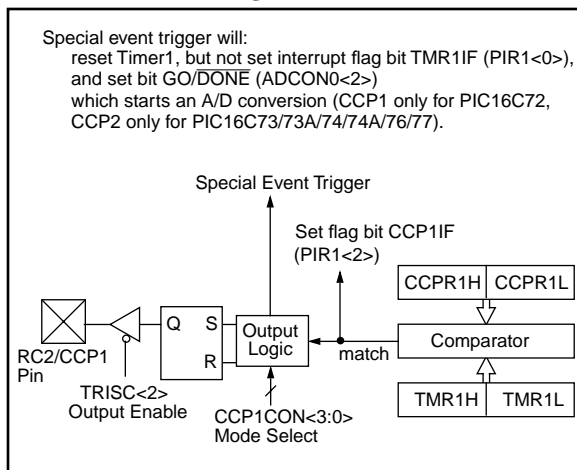 Special event trigger will:
reset Timer1, but not set interrupt flag bit TMR1IF (PIR1<0>),
and set bit GO/DONE (ADCON0<2>)
which starts an A/D conversion (CCP1 only for PIC16C72,
CCP2 only for PIC16C73/73A/74/74A/76/77).
Special Event Trigger
Set flag bit CCP1IF
(PIR1<2>)
CCPR1H CCPR1L
Q S
R
Output
Logic
match
Comparator
RC2/CCP1
Pin
TRISC<2>
Output Enable
CCP1CON<3:0>
Mode Select
TMR1H TMR1L